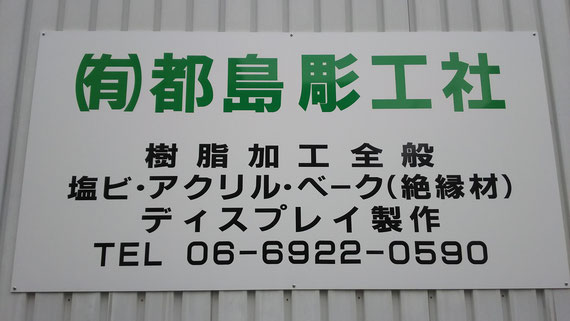 ㈲都島彫工社
樹脂加工全般
塩ビ・アクリル・ベーク(絶縁材)
ディスプレイ製作
TEL 06-6922-0590